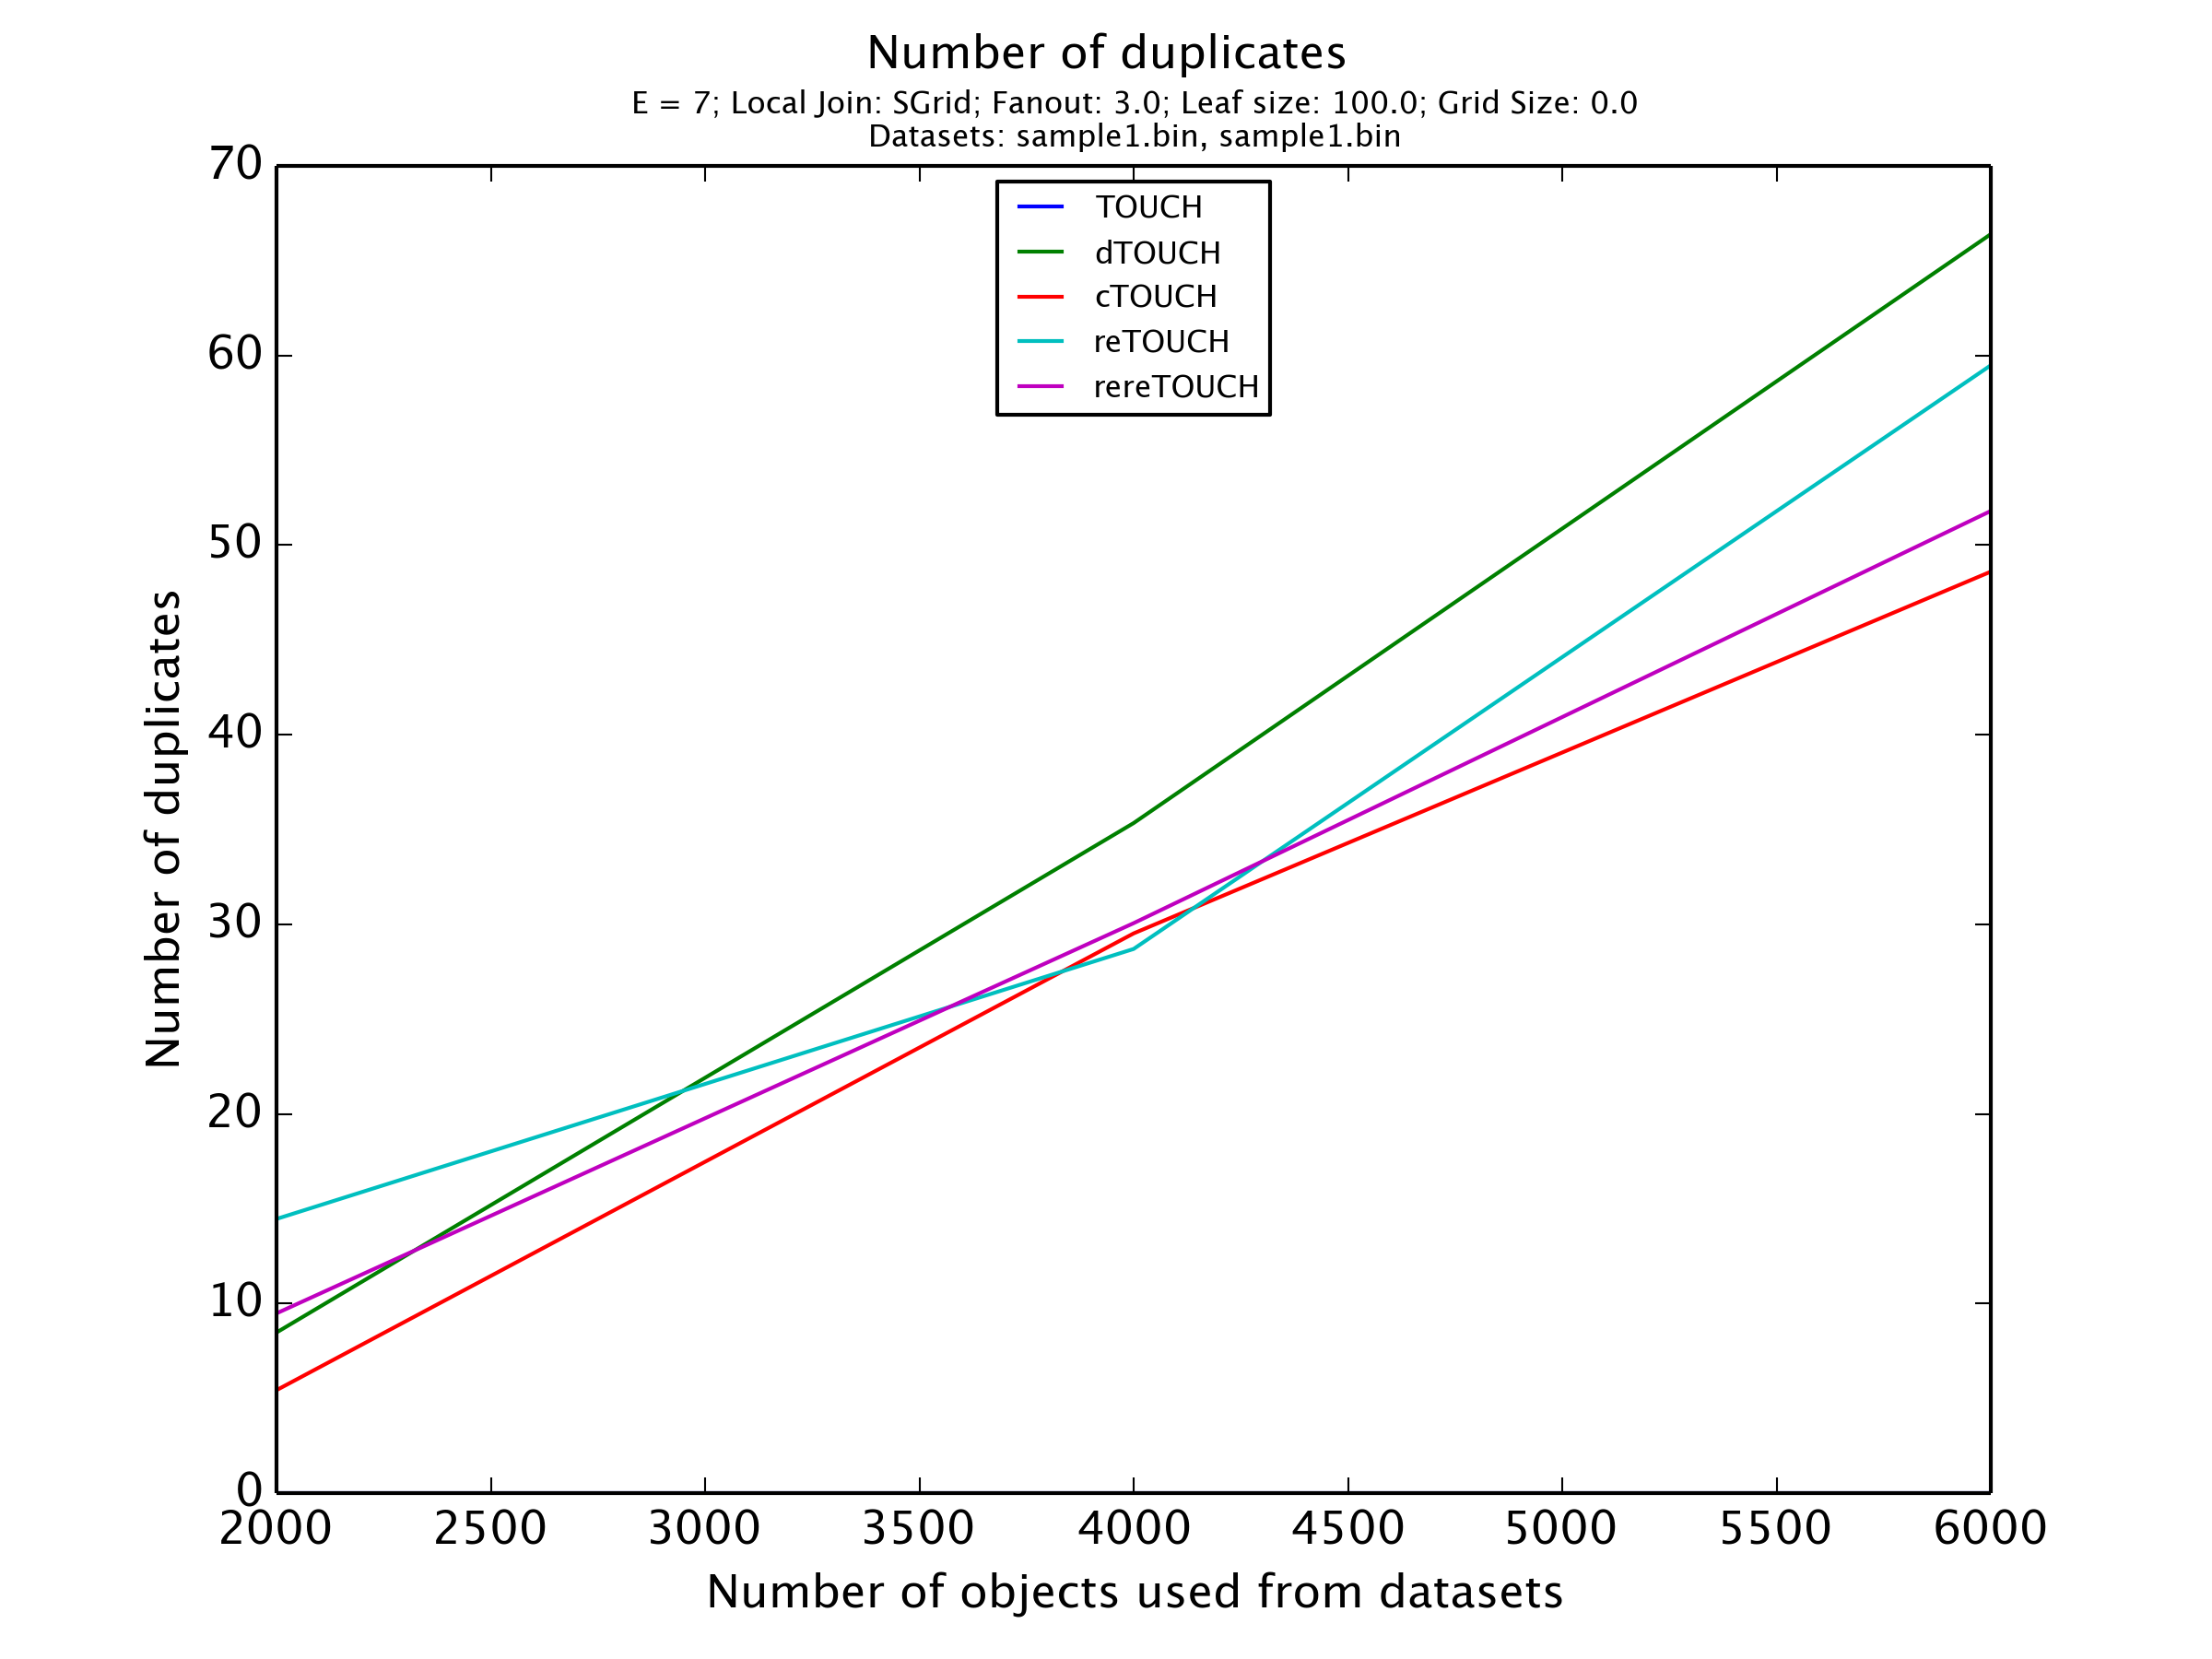 Number of duplicates
E = 7; Local Join: SGrid; Fanout: 3.0; Leaf size: 100.0; Grid Size: 0.0
Datasets: sample1.bin, sample1.bin
TOUCH
dTOUCH
cTOUCH
reTOUCH
rereTOUCH
Number of duplicates
70
60
50
40
30
20
10
0
2000 2500 3000 3500 4000 4500 5000 5500 6000
Number of objects used from datasets